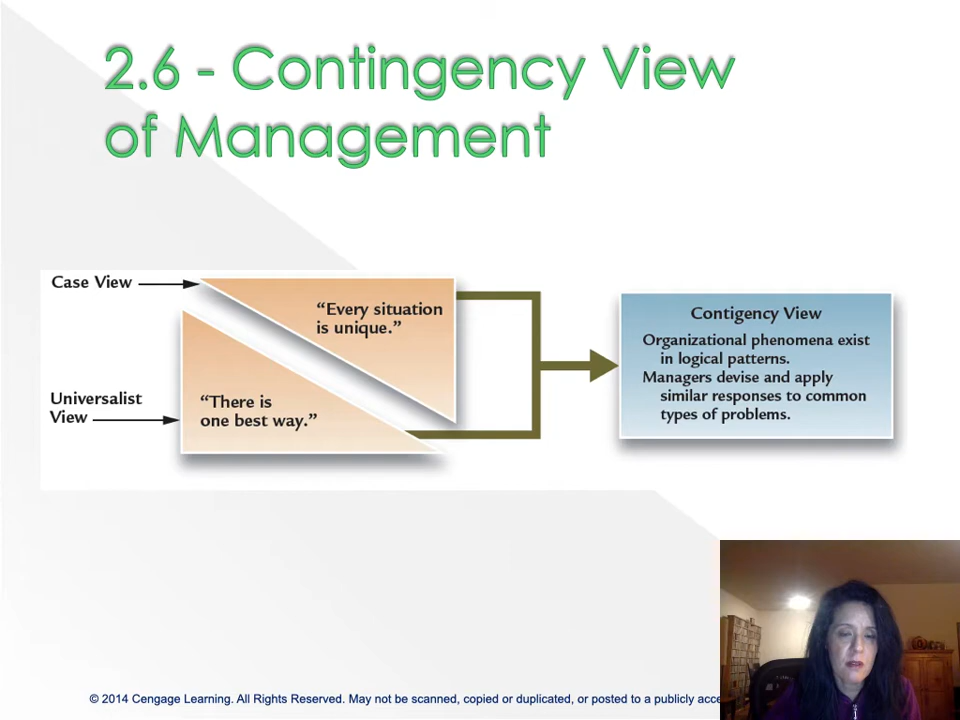 2.6 - Contingency View
of Management
Case View
"Every situation
is unique."
Universalist
View
"There is
one best way."
Contigency View
Organizational phenomena exist
in logical patterns.
Managers devise and apply
similar responses to common
types of problems.
© 2014 Cengage Learning. All Rights Reserved. May not be scanned, copied or duplicated, or posted to a publicly